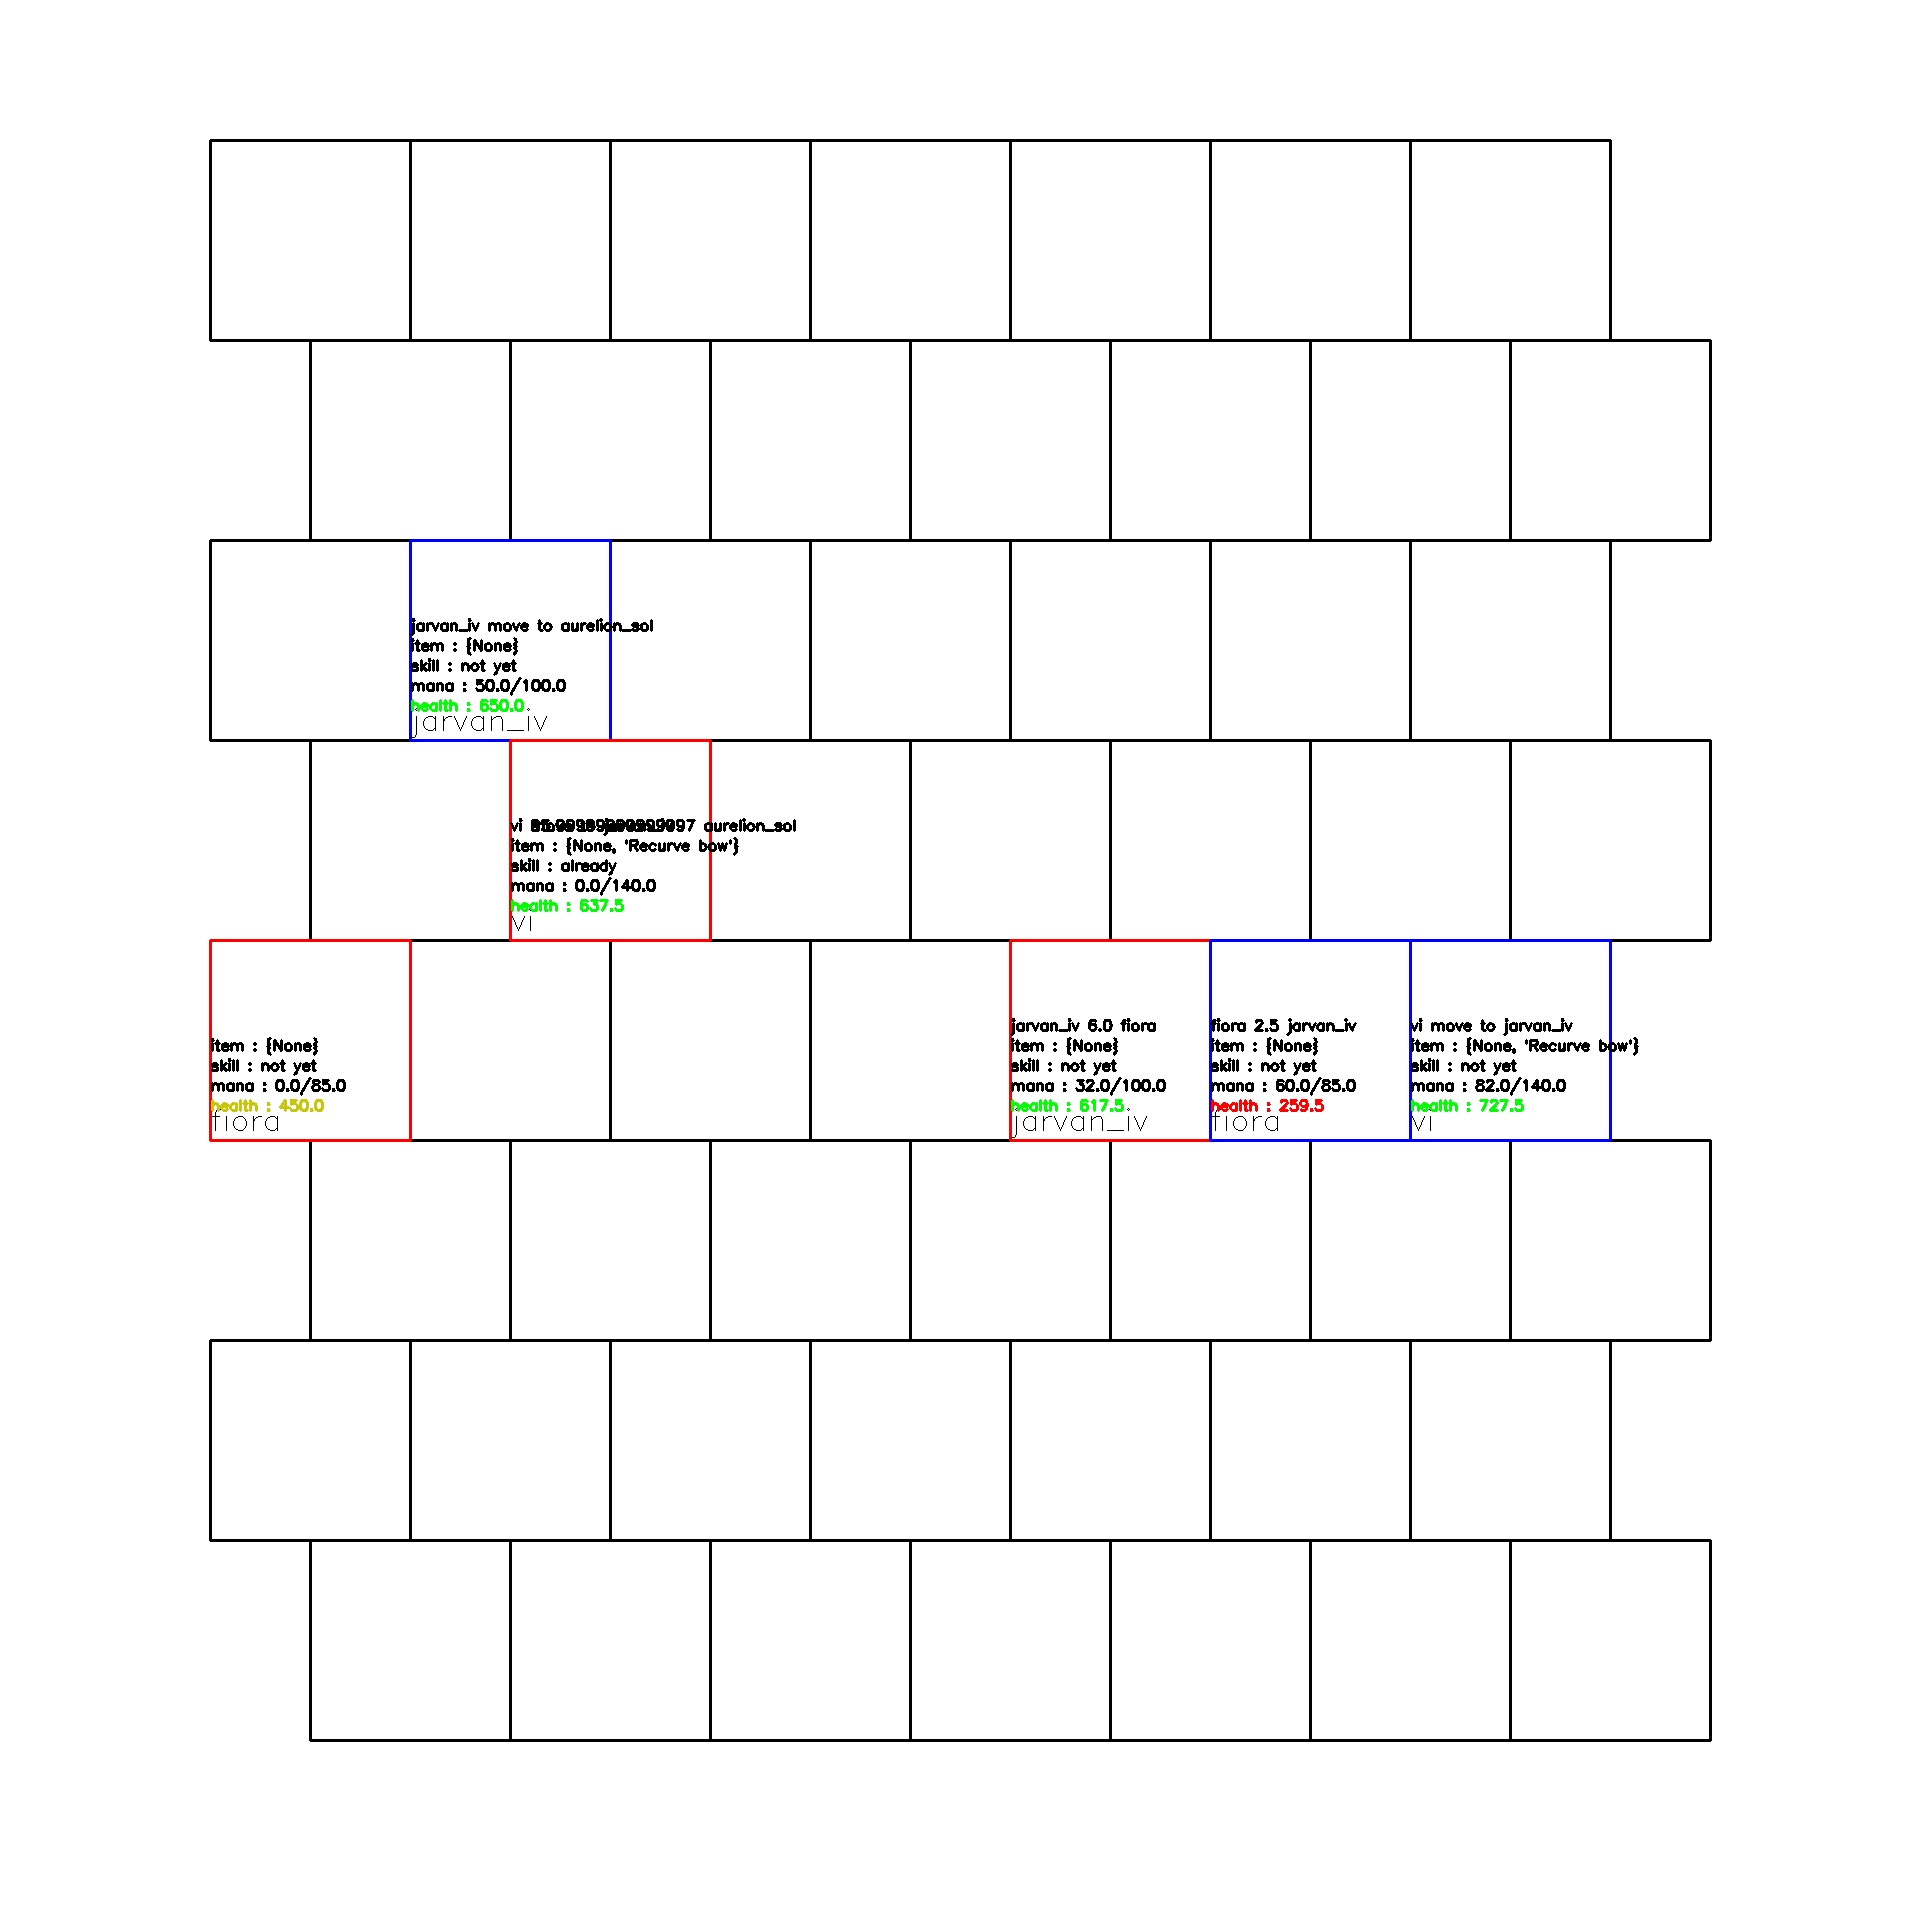 jarvan_iv move to aurelion_sol
item : {None}
skill : not yet
mana : 50.0/100.0
health : 650.0
jarvan_iv
vi aurelion_sol
item : {None, 'Recurve bow'}
skill : already
mana : 0.0/140.0
health : 637.5
vi
item : {None}
skill : not yet
mana : 0.0/85.0
health : 450.0
fiora
jarvan_iv 6.0 fiora
item : {None}
skill : not yet
mana : 32.0/100.0
health : 617.5
jarvan_iv
fiora 2.5 jarvan_iv
item : {None}
skill : not yet
mana : 60.0/85.0
health : 259.5
fiora
vi move to jarvan_iv
item : {None, 'Recurve bow'}
skill : not yet
mana : 82.0/140.0
health : 727.5
vi